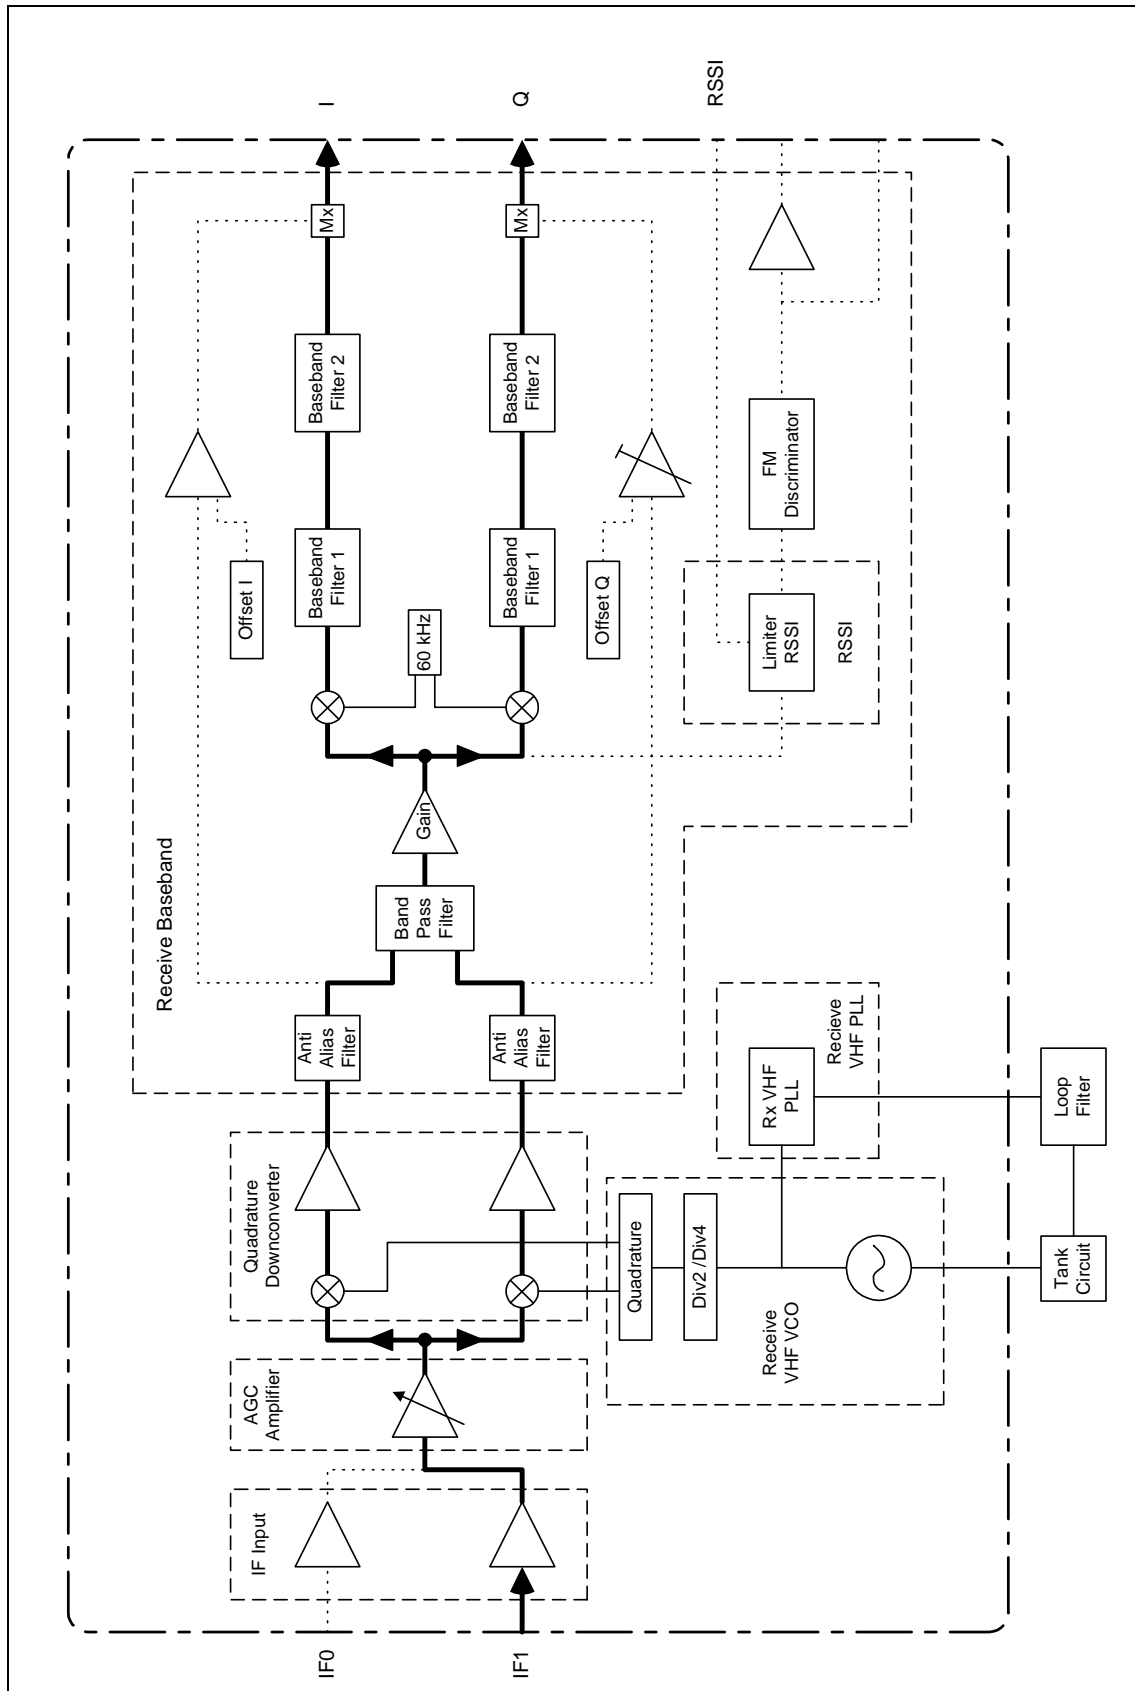 IF0
IF1
IF Input
AGC
Amplifier
Quadrature
Downconverter
Receive Baseband
Anti
Alias
Filter
Anti
Alias
Filter
Band
Pass
Filter
Gain
60 kHz
Offset I
Offset Q
Baseband
Filter 1
Baseband
Filter 2
Baseband
Filter 1
Baseband
Filter 2
Mx
Mx
I
Q
RSSI
Limiter
RSSI
RSSI
FM
Discriminator
Quadrature
Div2 /Div4
Receive
VHF VCO
Rx VHF
PLL
Recieve
VHF PLL
Tank
Circuit
Loop
Filter